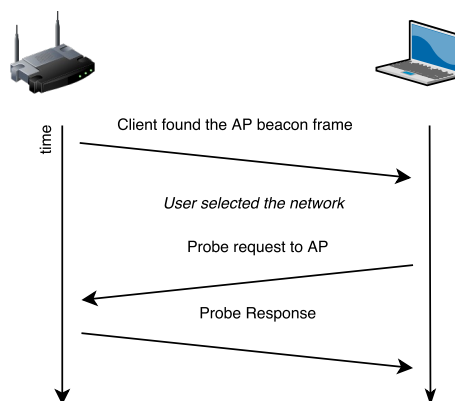 Client found the AP beacon frame
time
User selected the network
Probe request to AP
Probe Response